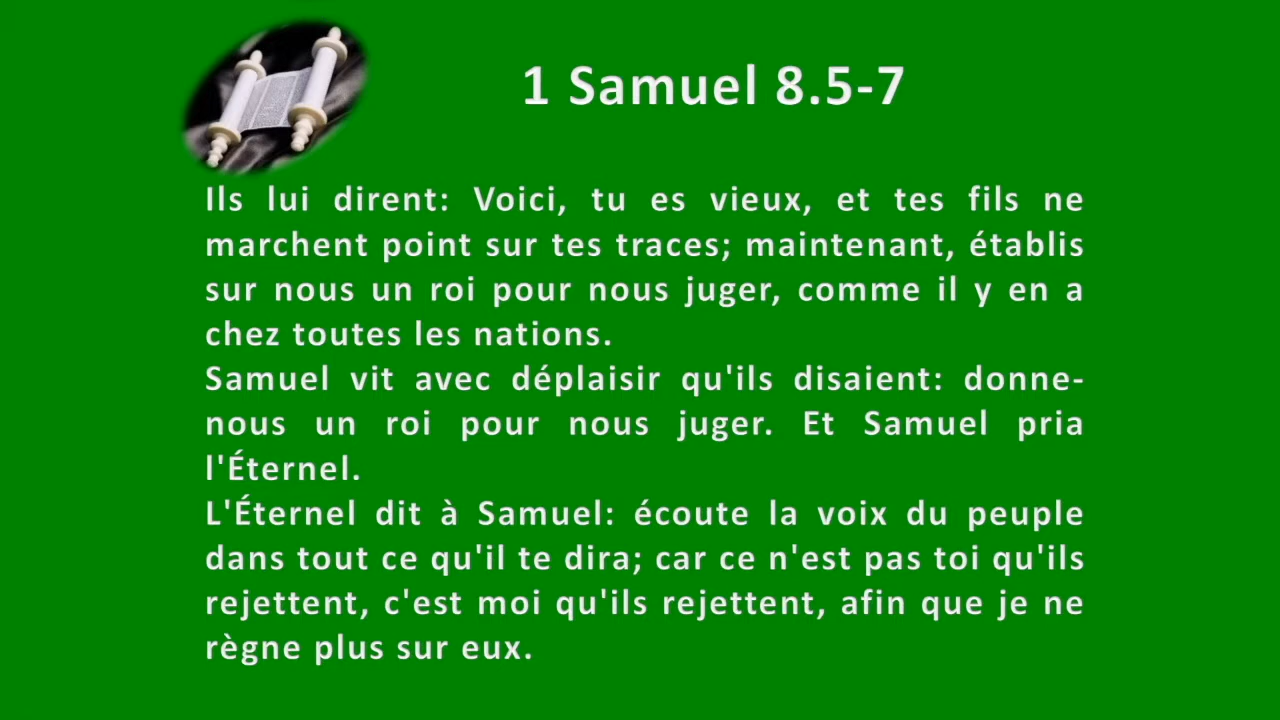 1 Samuel 8.5-7
Ils lui dirent: Voici, tu es vieux, et tes fils ne
marchent point sur tes traces; maintenant, établis
sur nous un roi pour nous juger, comme il y en a
chez toutes les nations.
Samuel vit avec déplaisir qu'ils disaient: donne-
nous un roi pour nous juger. Et Samuel pria
l'Éternel.
L'Éternel dit à Samuel: écoute la voix du peuple
dans tout ce qu'il te dira; car ce n'est pas toi qu'ils
rejettent, c'est moi qu'ils rejettent, afin que je ne
règne plus sur eux.